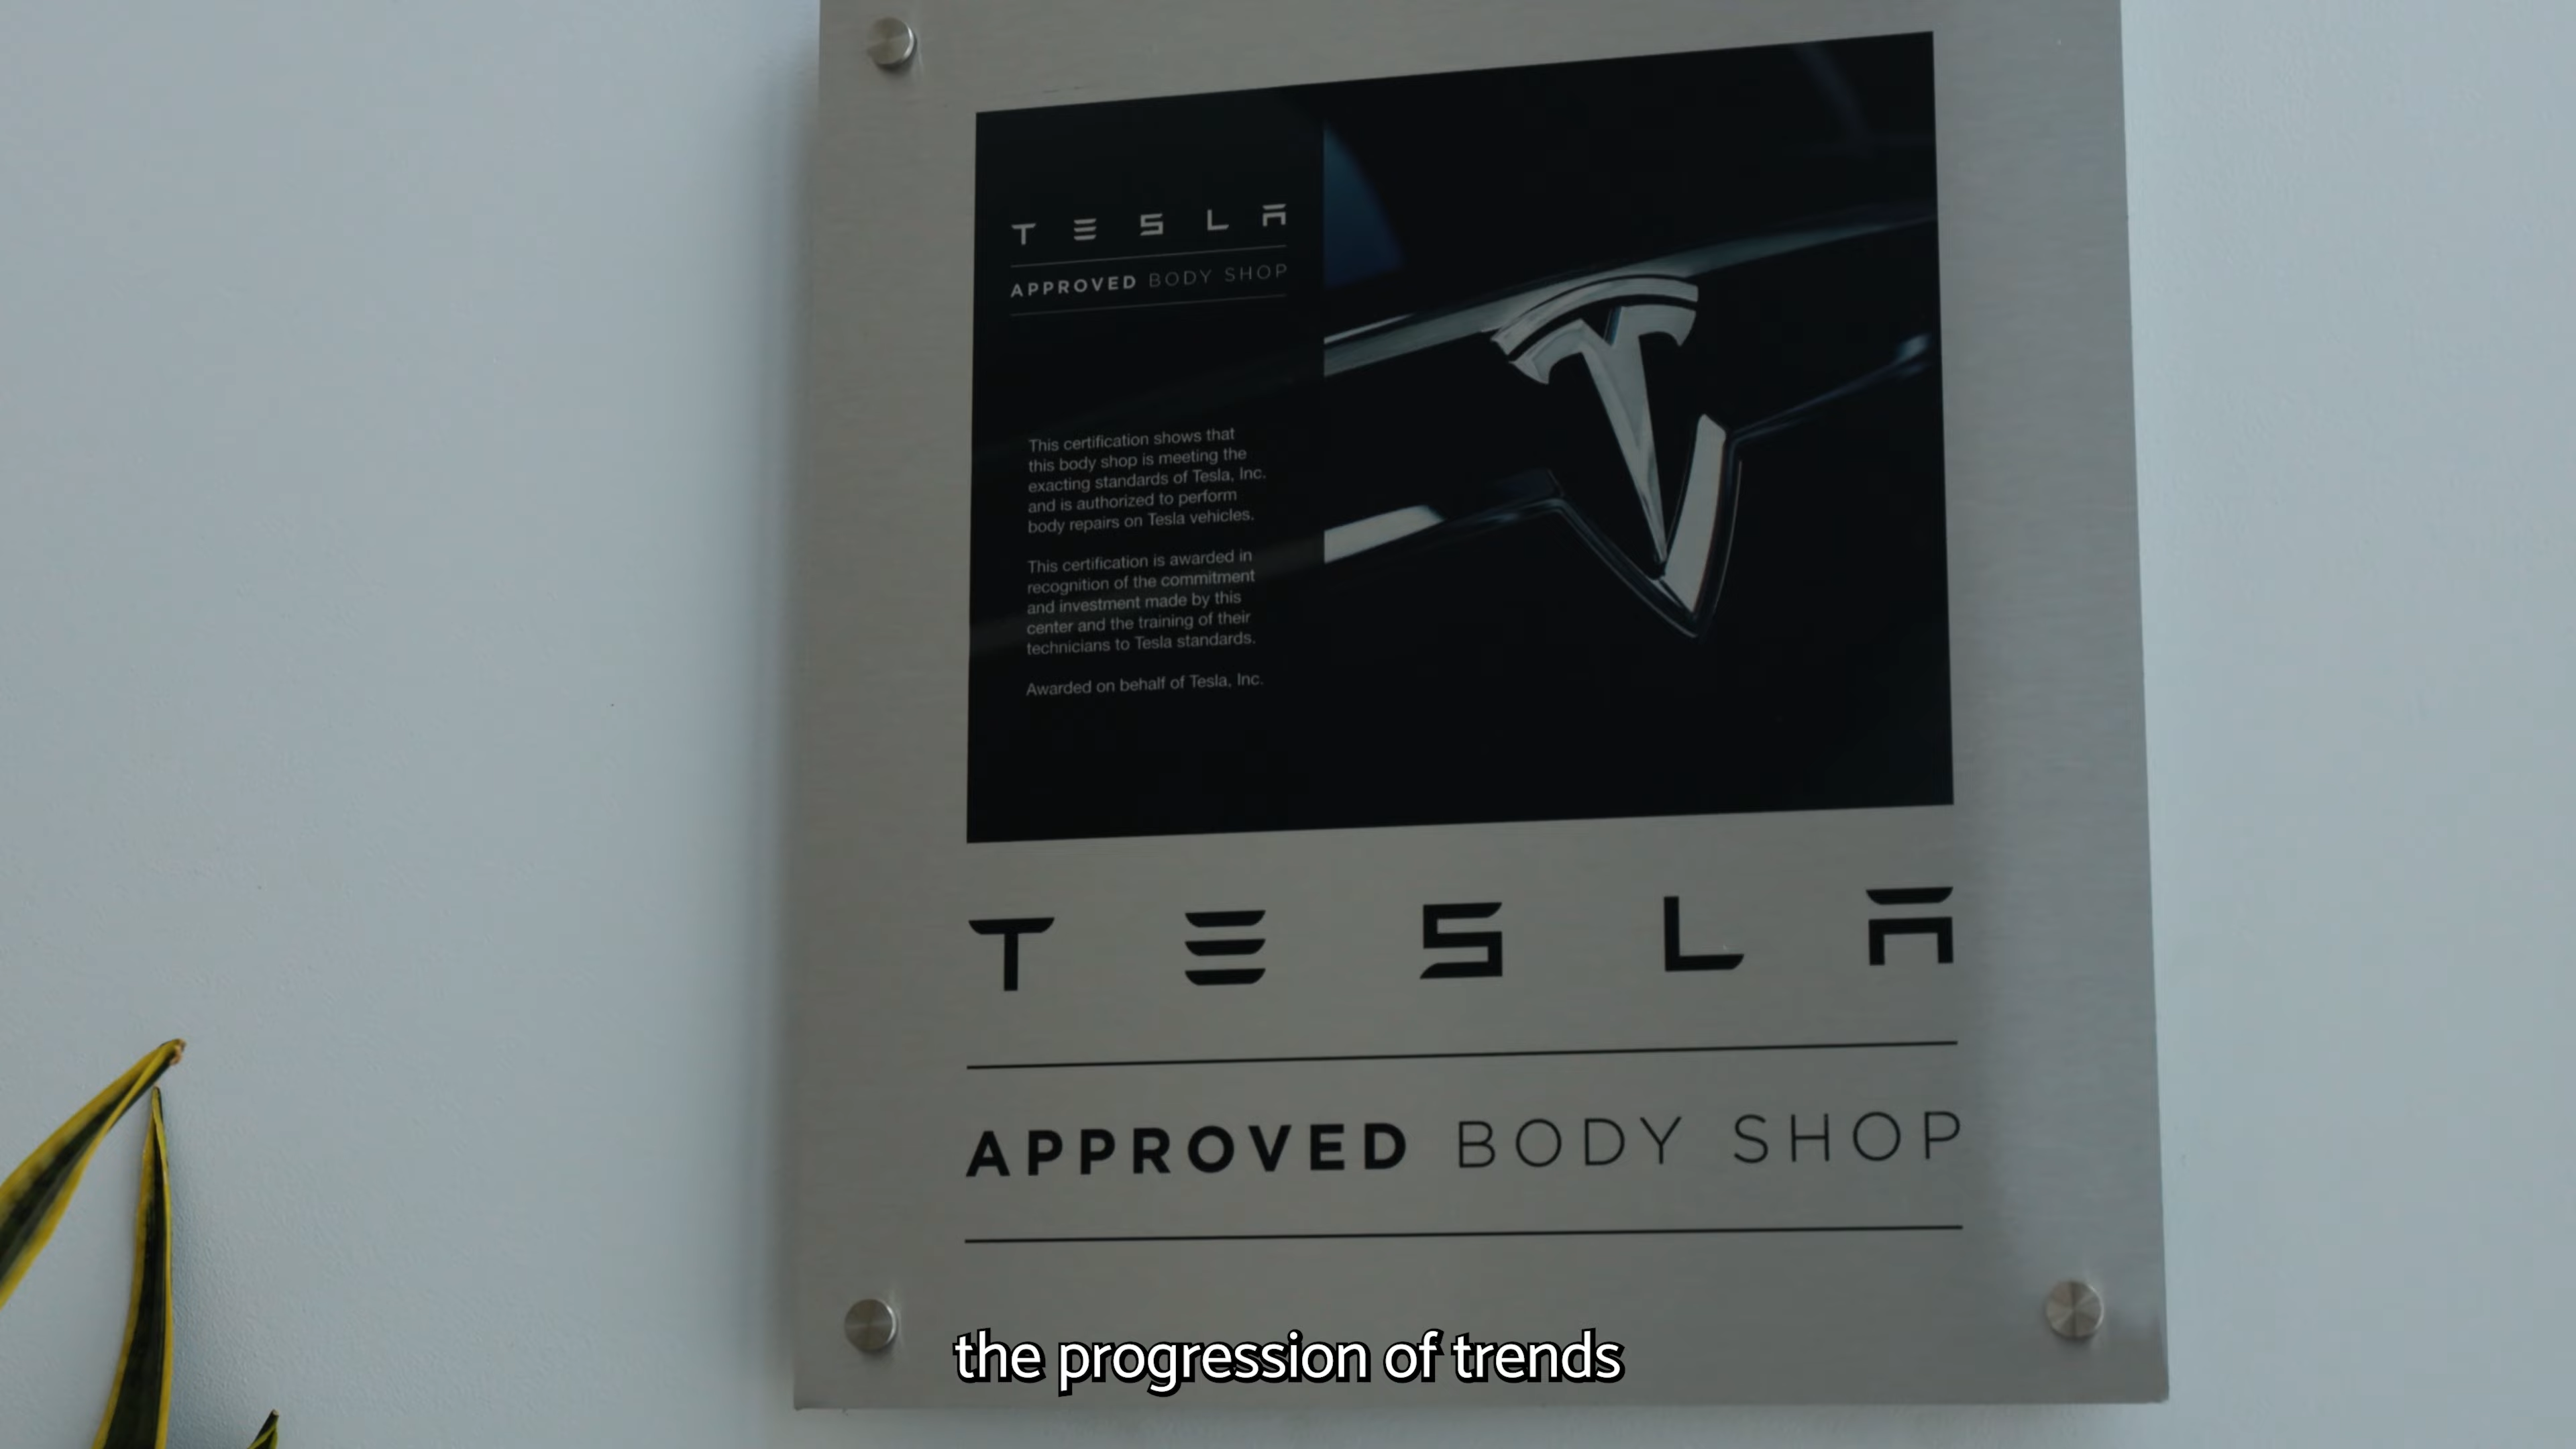 TESLA
APPROVED BODY SHOP
This certification shows that
this body shop is meeting the
exacting standards of Tesla, Inc.
and is authorized to perform
body repairs on Tesla vehicles.
This certification is awarded in
recognition of the commitment
and investment made by this
center and the training of their
technicians to Tesla standards.
Awarded on behalf of Tesla, Inc.
TESLA
APPROVED BODY SHOP
the progression of trends